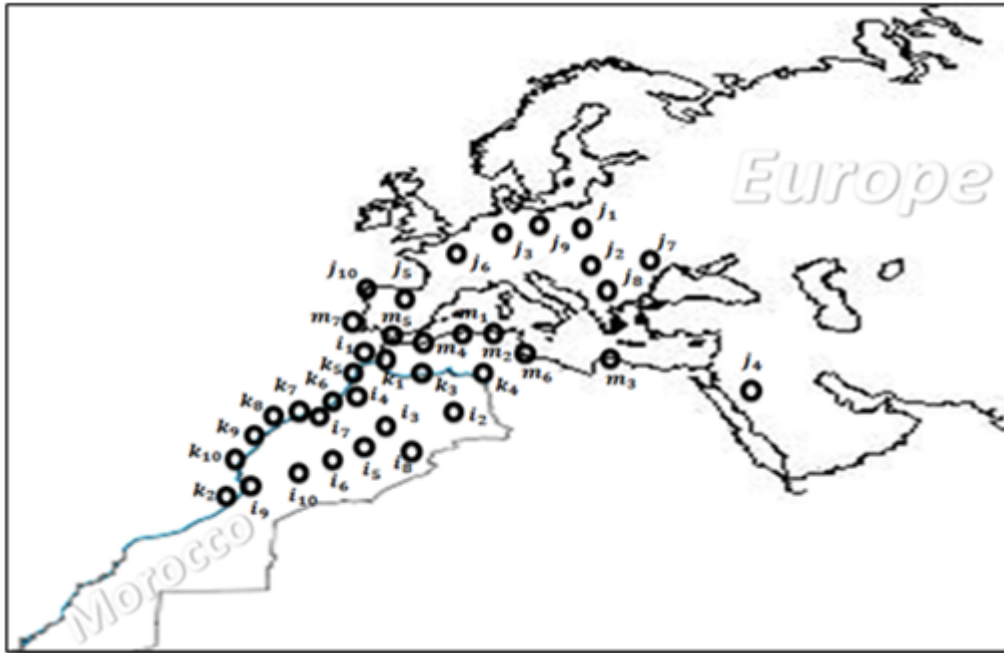 Europe
j₁
j₃
j₉
j₂
j₇
j₆
j₁₀
j₅
j₈
m₇
m₅
m₁
i₁
m₄
m₂
m₆
m₃
j₄
k₅
k₁
k₃
k₄
k₇
k₆
i₄
k₈
i₇
i₃
i₂
k₉
k₁₀
i₅
i₈
i₆
i₁₀
k₂
i₉
Morocco